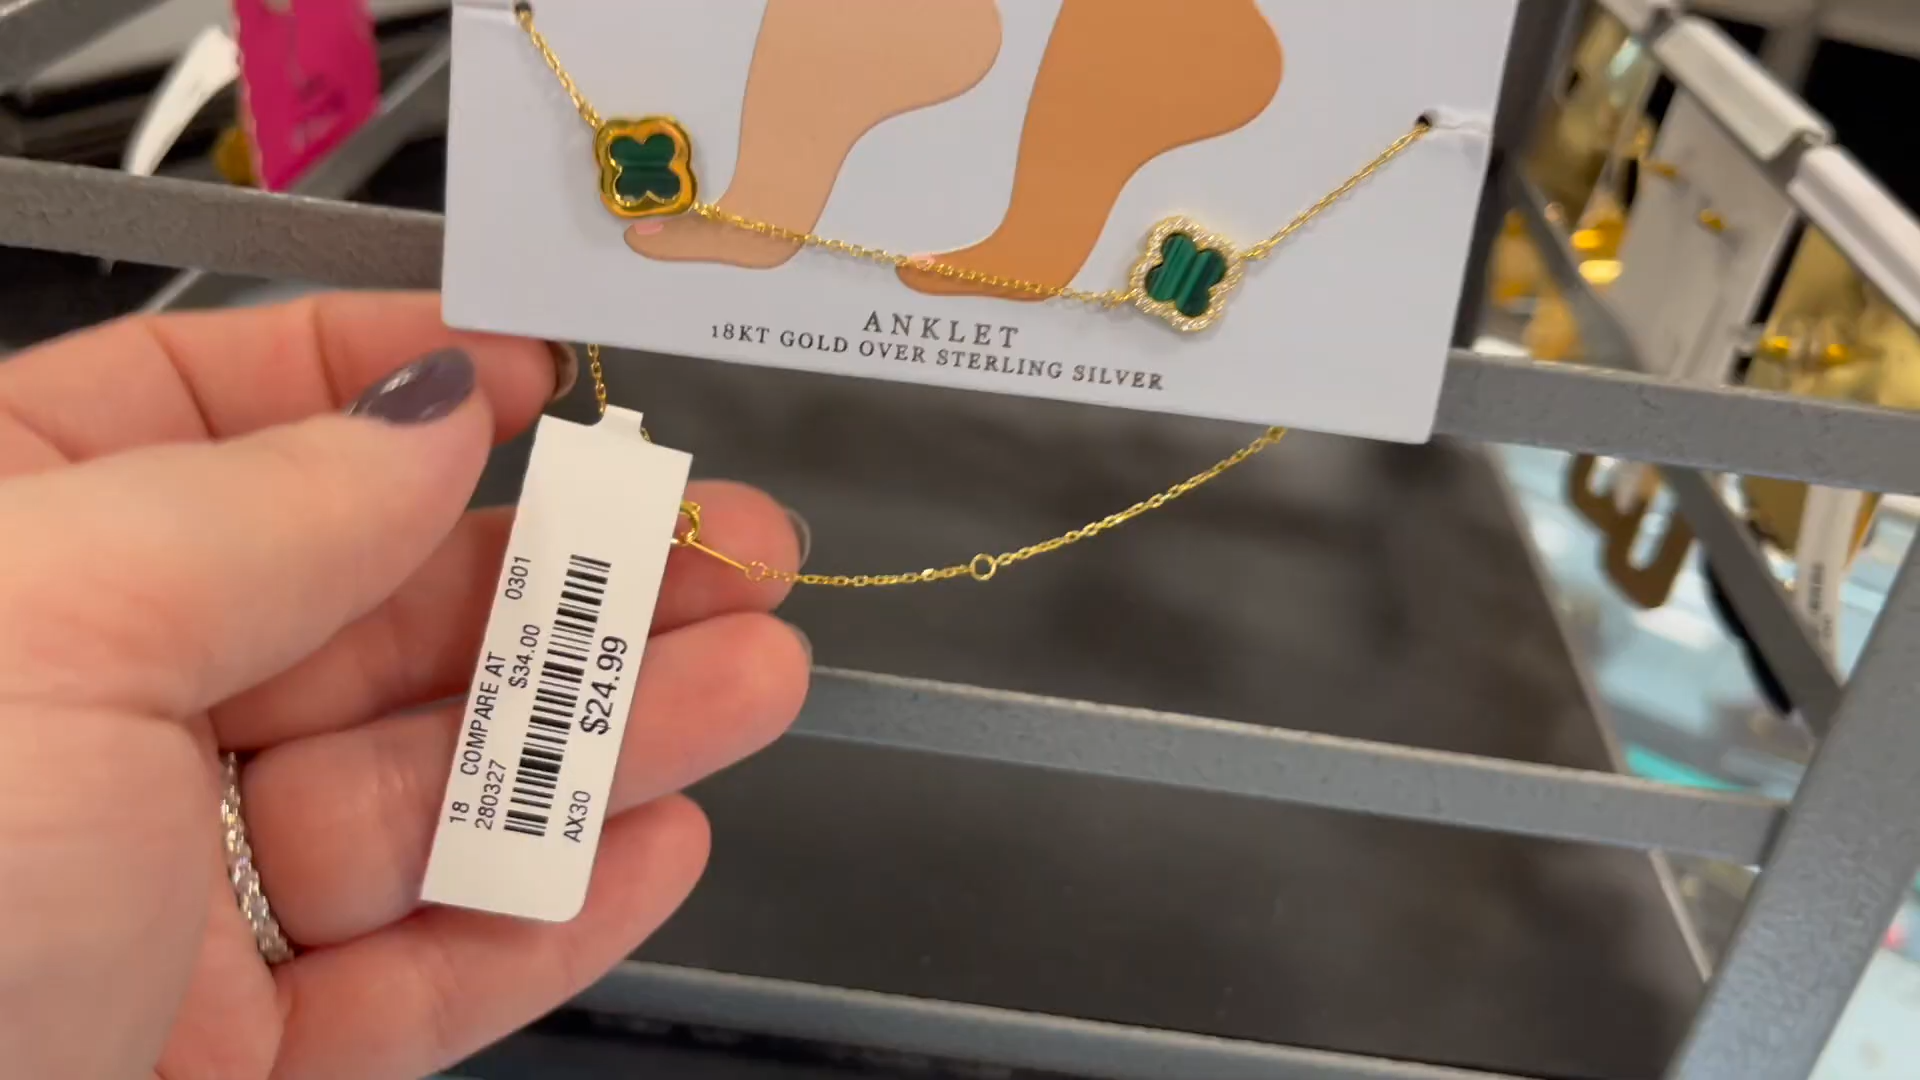 ANKLET
18KT GOLD OVER STERLING SILVER
18 COMPARE AT 0301
280327 $34.00
$24.99
AX30